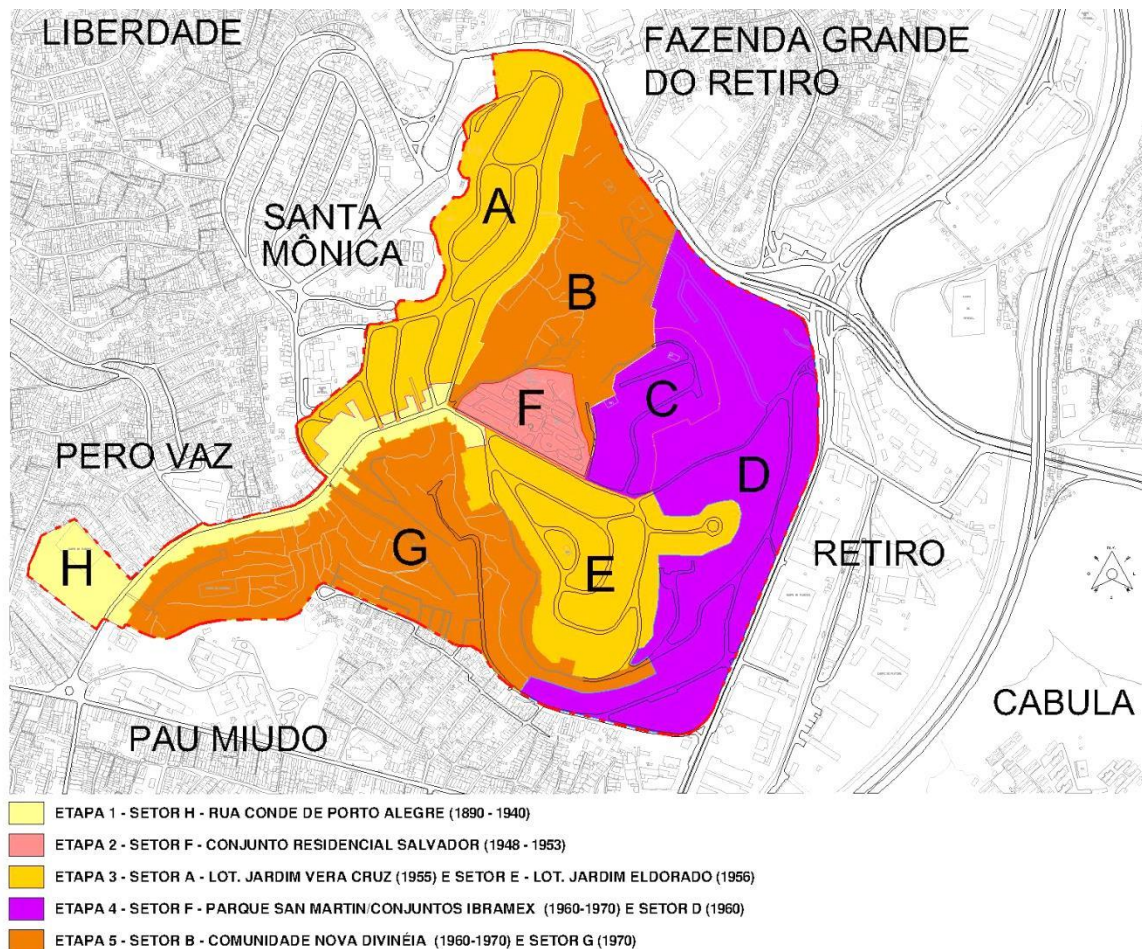 LIBERDADE
FAZENDA GRANDE
DO RETIRO
A
SANTA
MÔNICA
B
F
C
PERO VAZ
D
G
RETIRO
H
E
CABULA
PAU MIUDO
ETAPA 1 - SETOR H - RUA CONDE DE PORTO ALEGRE (1890 - 1940)
ETAPA 2 - SETOR F - CONJUNTO RESIDENCIAL SALVADOR (1948 - 1953)
ETAPA 3 - SETOR A - LOT. JARDIM VERA CRUZ (1955) E SETOR E - LOT. JARDIM ELDORADO (1956)
ETAPA 4 - SETOR F - PARQUE SAN MARTIN/CONJUNTOS IBRAMEX (1960-1970) E SETOR D (1960)
ETAPA 5 - SETOR B - COMUNIDADE NOVA DIVINÉIA (1960-1970) E SETOR G (1970)